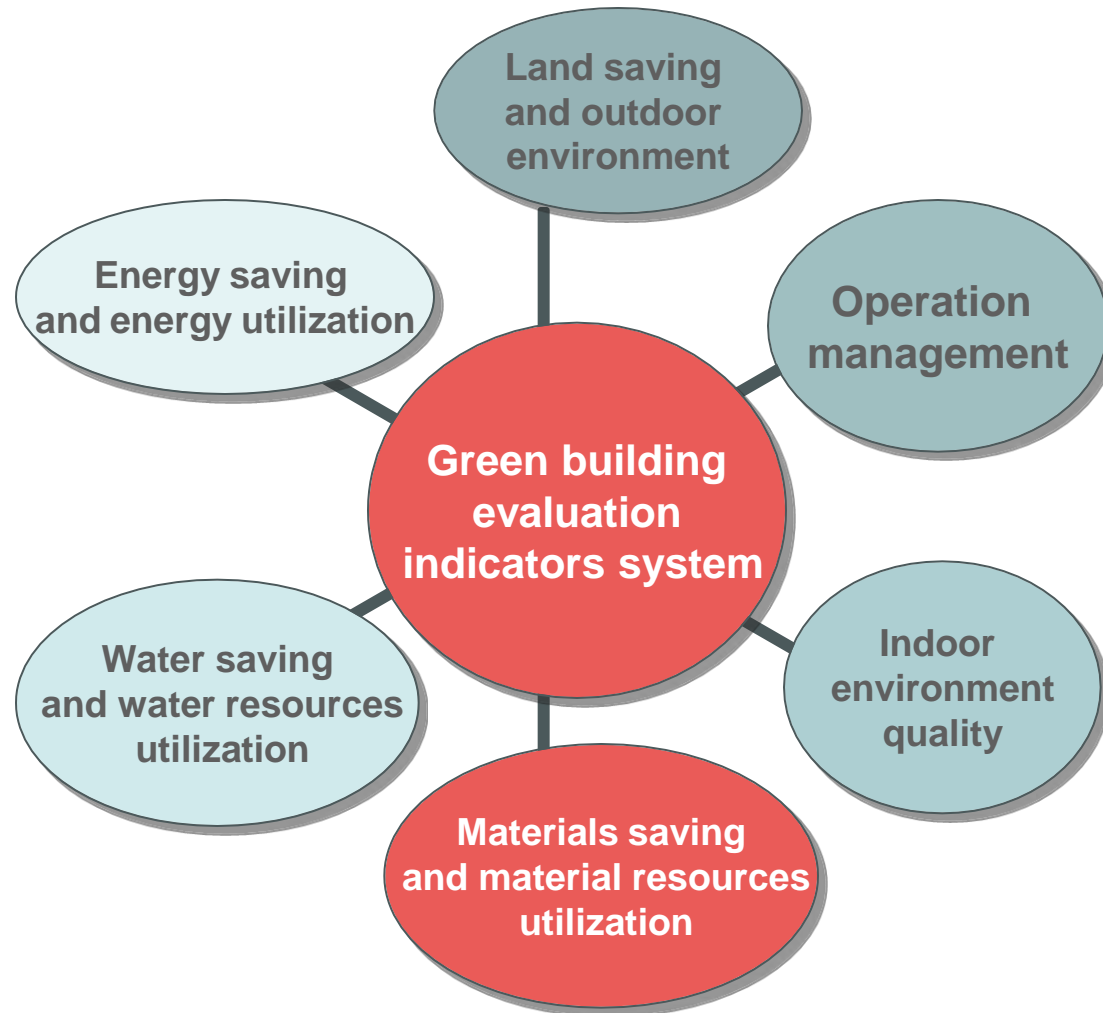 Land saving
and outdoor
environment
Energy saving
and energy utilization
Operation
management
Green building
evaluation
indicators system
Water saving
and water resources
utilization
Indoor
environment
quality
Materials saving
and material resources
utilization